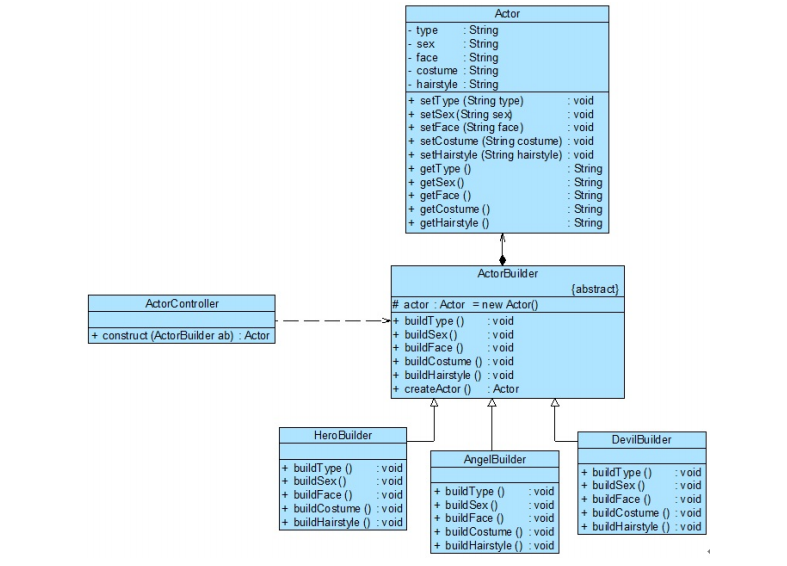 Actor
- type : String
- sex : String
- face : String
- costume : String
- hairstyle : String
+ setType (String type) : void
+ setSex (String sex) : void
+ setFace (String face) : void
+ setCostume (String costume) : void
+ setHairstyle (String hairstyle) : void
+ getType () : String
+ getSex () : String
+ getFace () : String
+ getCostume () : String
+ getHairstyle () : String
ActorBuilder
{abstract}
# actor : Actor = new Actor()
+ buildType () : void
+ buildSex () : void
+ buildFace () : void
+ buildCostume () : void
+ buildHairstyle () : void
+ createActor () : Actor
ActorController
+ construct (ActorBuilder ab) : Actor
HeroBuilder
+ buildType () : void
+ buildSex () : void
+ buildFace () : void
+ buildCostume () : void
+ buildHairstyle () : void
AngelBuilder
+ buildType () : void
+ buildSex () : void
+ buildFace () : void
+ buildCostume () : void
+ buildHairstyle () : void
DevilBuilder
+ buildType () : void
+ buildSex () : void
+ buildFace () : void
+ buildCostume () : void
+ buildHairstyle () : void